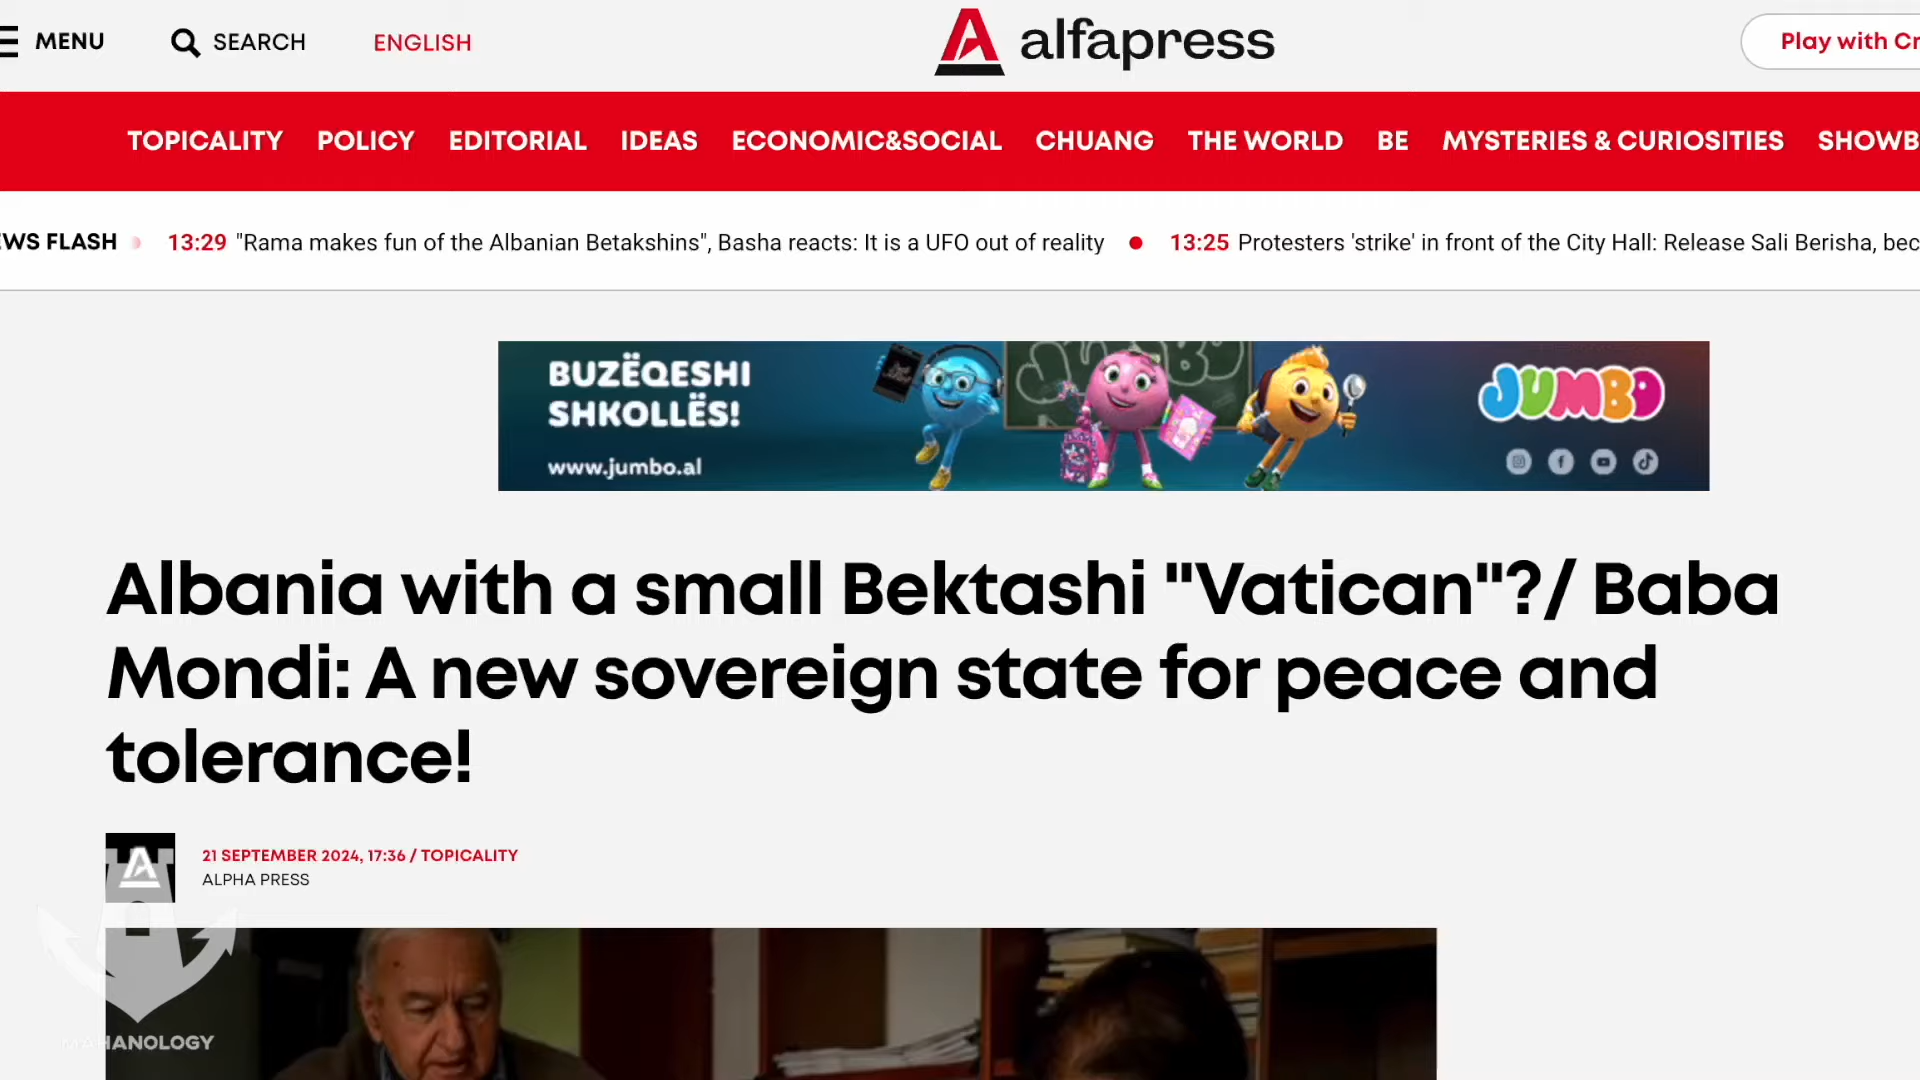 MENU
SEARCH
ENGLISH
alfapress
Play with Cr
TOPICALITY POLICY EDITORIAL IDEAS ECONOMIC&SOCIAL CHUANG THE WORLD BE MYSTERIES & CURIOSITIES SHOWB
EWS FLASH 13:29 "Rama makes fun of the Albanian Betakshins", Basha reacts: It is a UFO out of reality 13:25 Protesters 'strike' in front of the City Hall: Release Sali Berisha, bec
BUZËQESHI
SHKOLLËS!
www.jumbo.al
JUMBO
JUMBO
Albania with a small Bektashi "Vatican"?/ Baba
Mondi: A new sovereign state for peace and
tolerance!
21 SEPTEMBER 2024, 17:36 / TOPICALITY
ALPHA PRESS
MAHANOLOGY